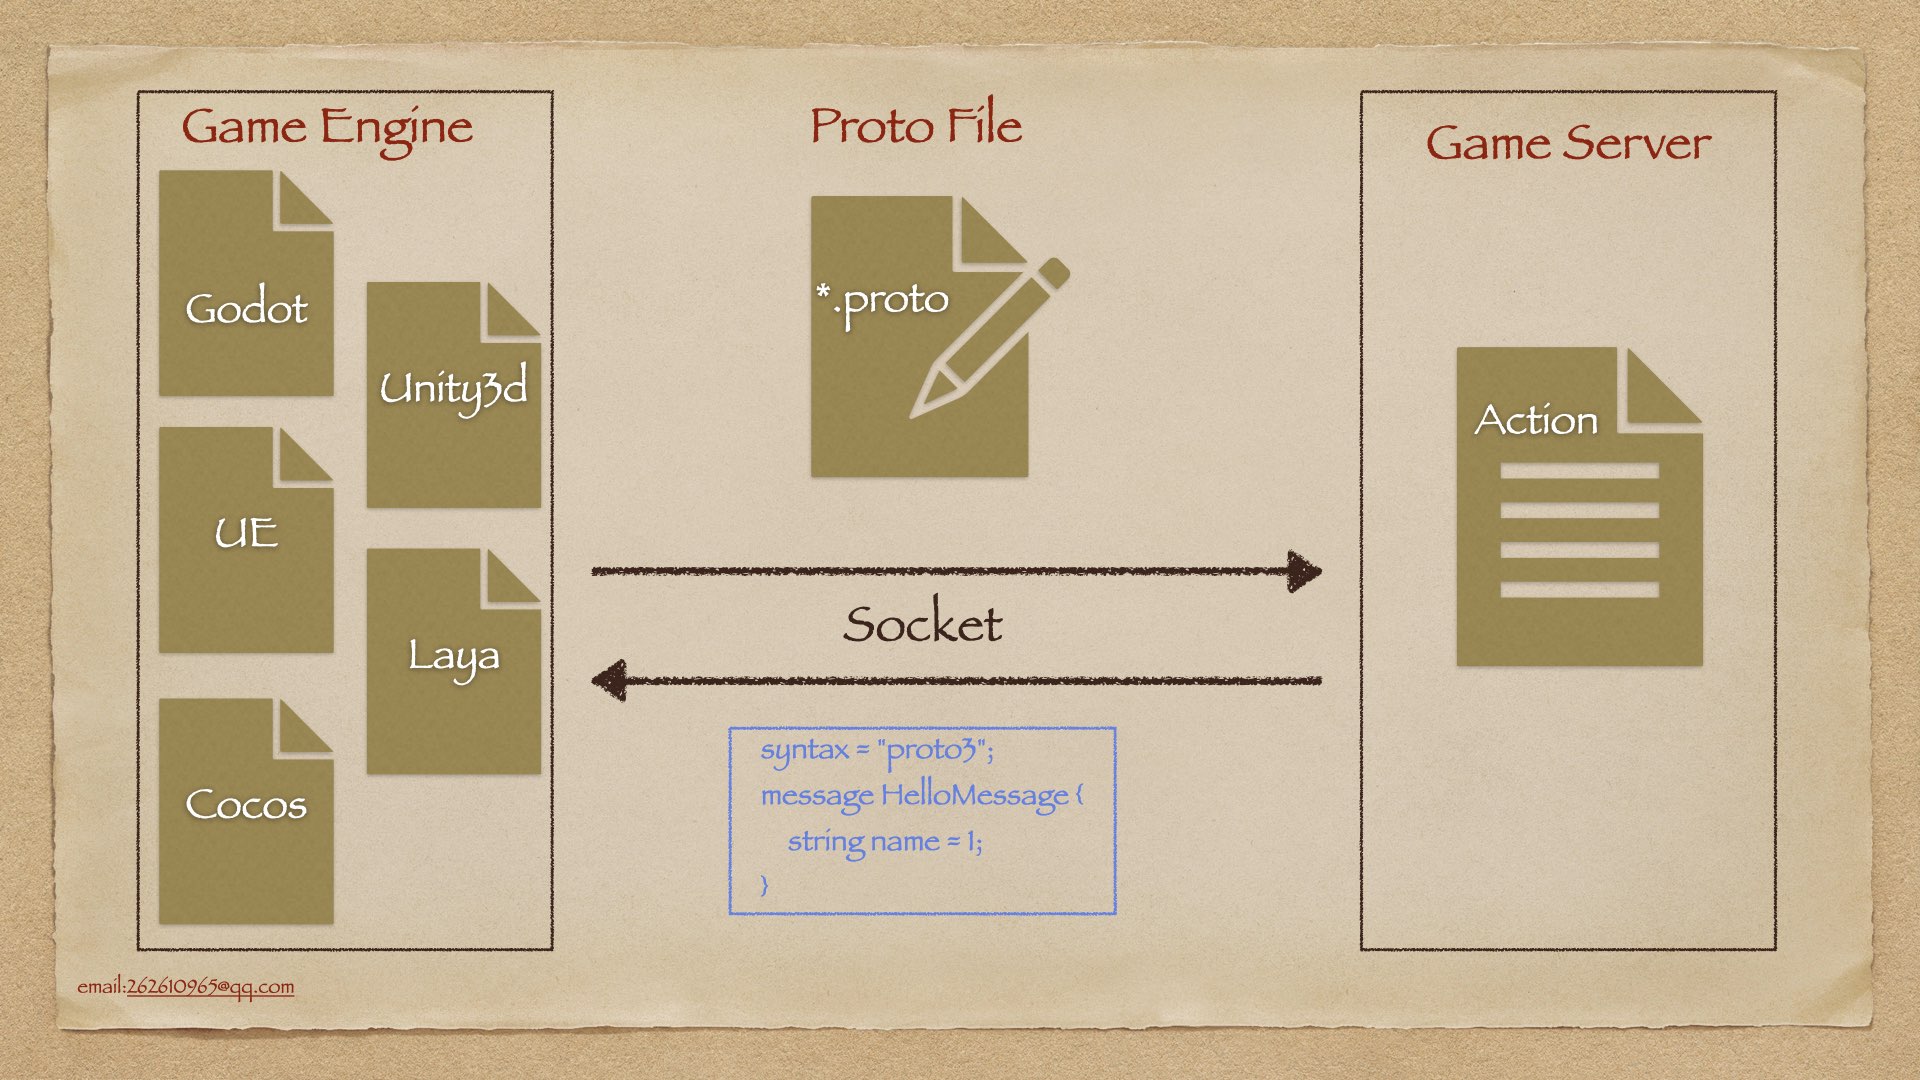 Game Engine
Godot
Unity3d
UE
Laya
Cocos
Proto File
*.proto
Socket
syntax = "proto3";
message HelloMessage {
string name = 1;
}
Game Server
Action
email:262610965@qq.com